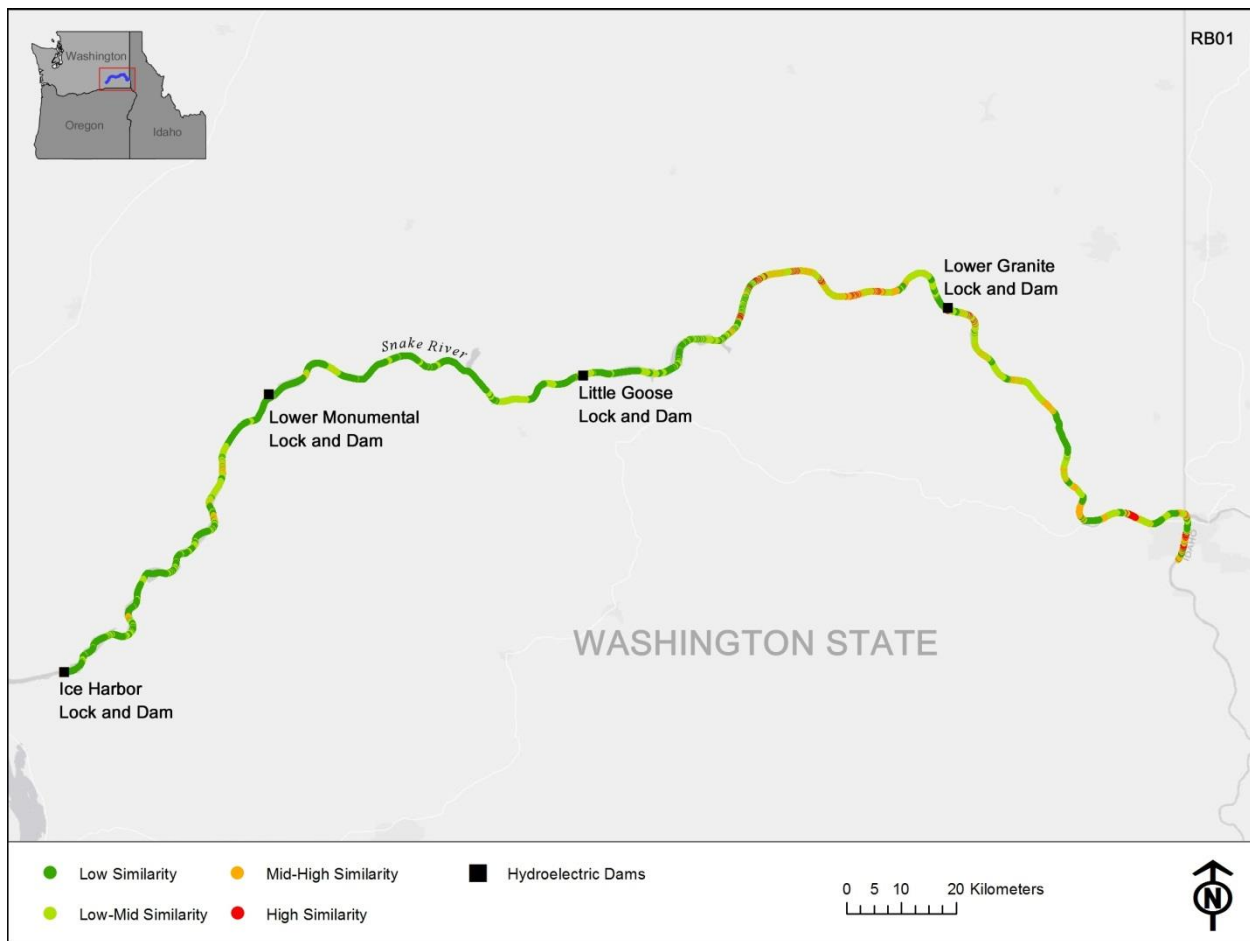 RB01
Washington
Oregon
Idaho
Lower Granite
Lock and Dam
Snake River
Little Goose
Lock and Dam
Lower Monumental
Lock and Dam
IDAHO
WASHINGTON STATE
Ice Harbor
Lock and Dam
Low Similarity
Mid-High Similarity
Hydroelectric Dams
0 5 10 20 Kilometers
Low-Mid Similarity
High Similarity
N